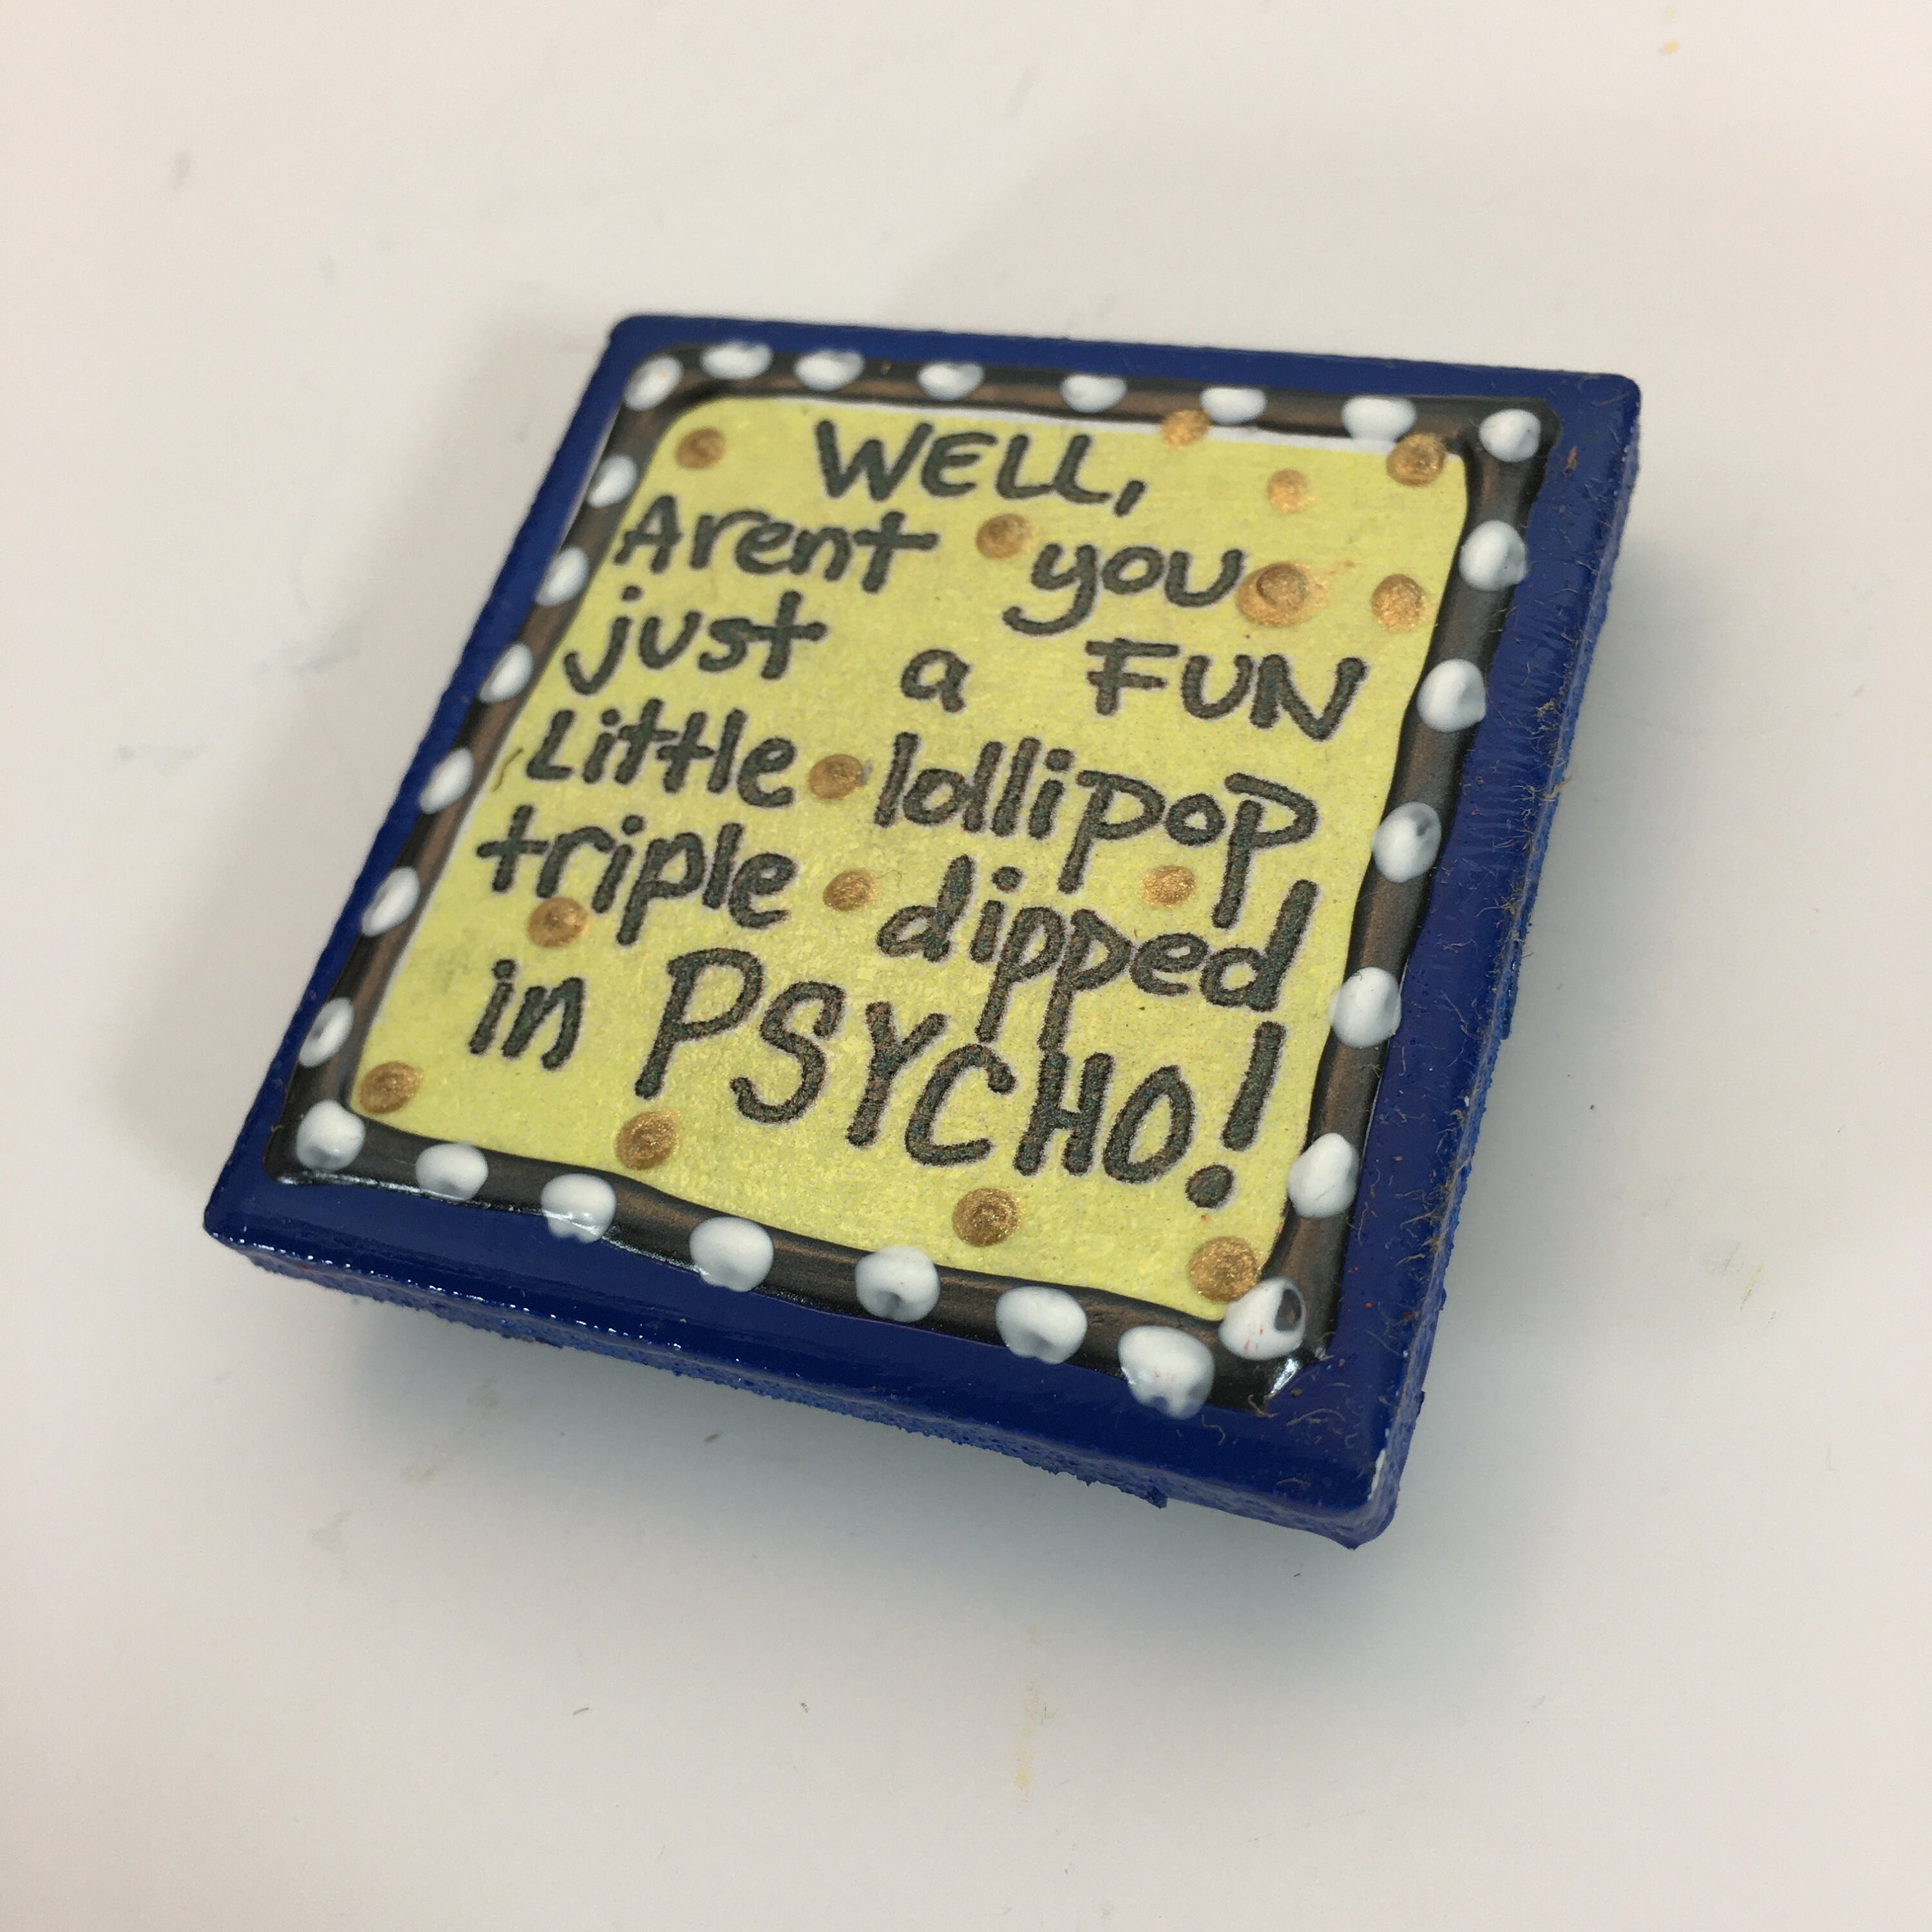 WELL,
Arent you
just a FUN
Little lollipop
triple dipped
in PSYCHO!